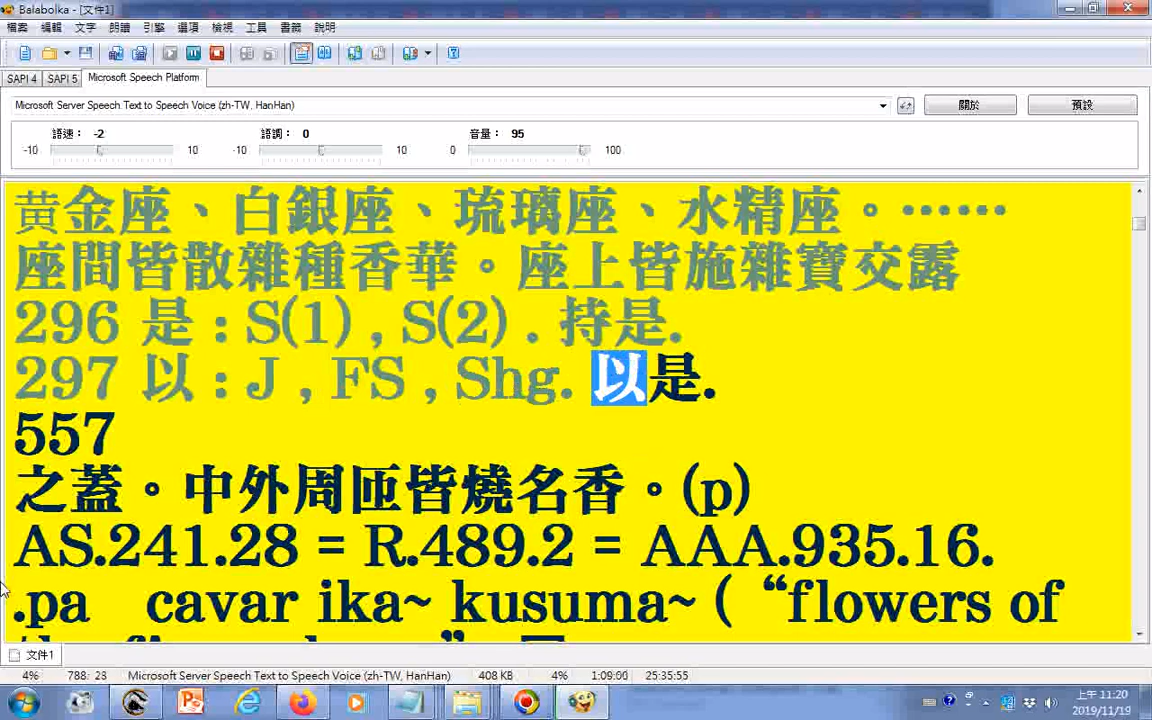 Balabolka - [文件1]
檔案 編輯 文字 朗讀 引擎 選項 檢視 工具 書籤 說明
SAPI 4 SAPI 5 Microsoft Speech Platform
Microsoft Server Speech Text to Speech Voice (zh-TW, HanHan) 關於 預設
語速： -2 語調： 0 音量： 95
-10 10 -10 10 0 100
黃金座、白銀座、琉璃座、水精座。……
座間皆散雜種香華。座上皆施雜寶交露
296 是 : S(1) , S(2) . 持是.
297 以 : J , FS , Shg. 以是.
557
之蓋。中外周匝皆燒名香。(p)
AS.241.28 = R.489.2 = AAA.935.16.
.pa cavar ika~ kusuma~ ( “flowers of
文件1
4% 788: 23 Microsoft Server Speech Text to Speech Voice (zh-TW, HanHan) 408 KB 4% 1:09:00 25:35:55
上午 11:20
2019/11/19